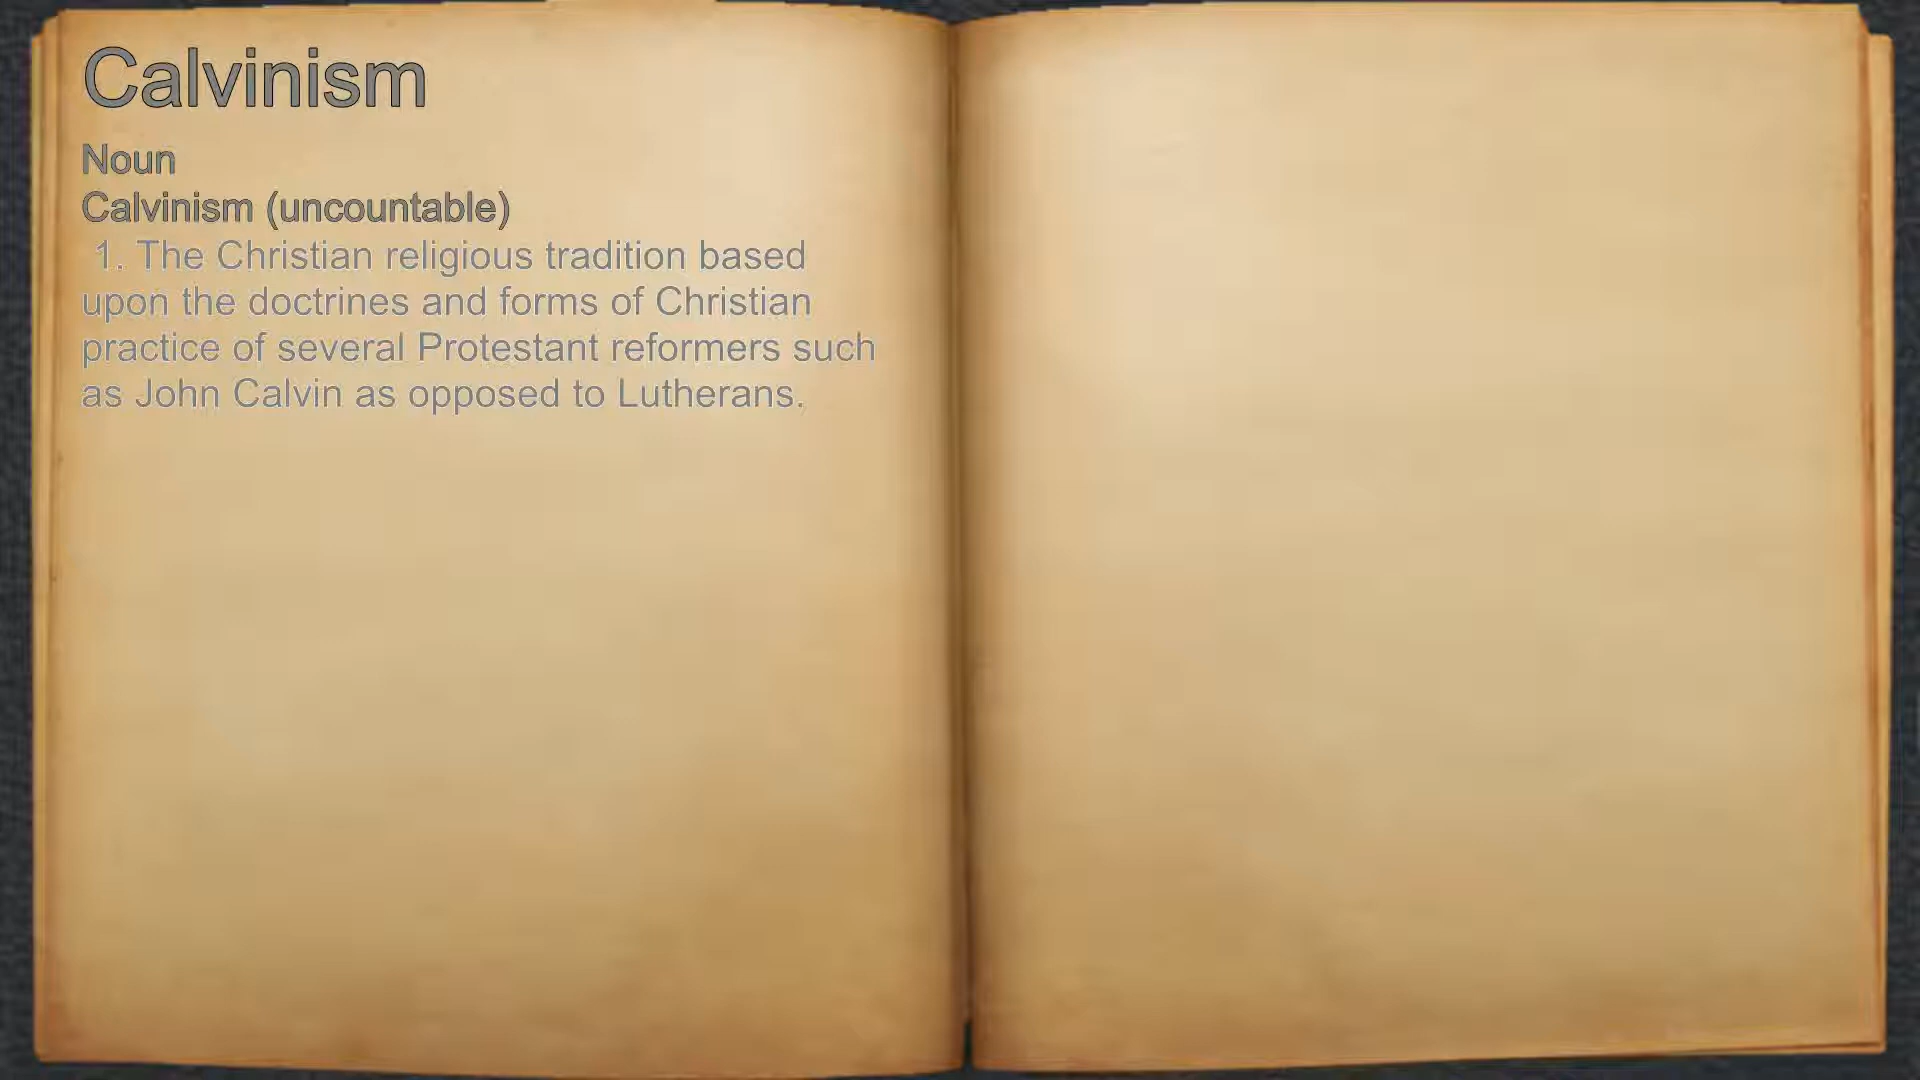 Calvinism
Noun
Calvinism (uncountable)
1. The Christian religious tradition based
upon the doctrines and forms of Christian
practice of several Protestant reformers such
as John Calvin as opposed to Lutherans.